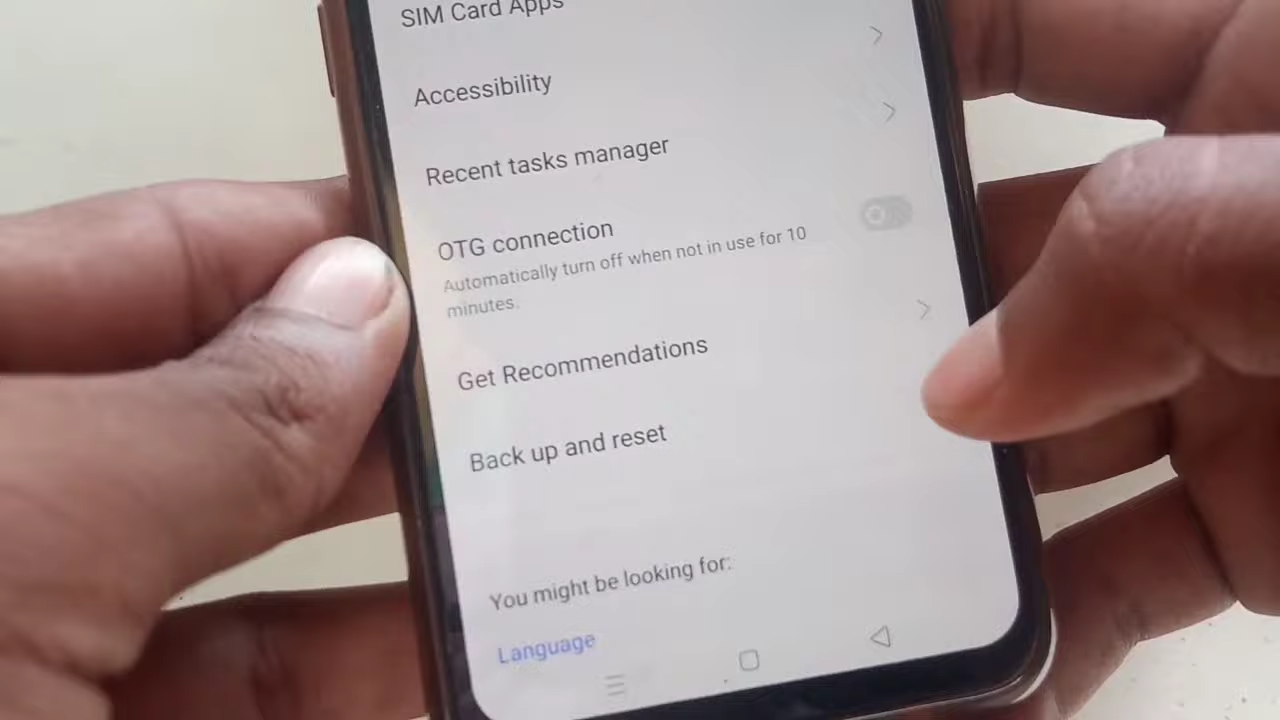 SIM Card Apps
Accessibility
Recent tasks manager
OTG connection
Automatically turn off when not in use for 10
minutes.
Get Recommendations
Back up and reset
You might be looking for:
Language